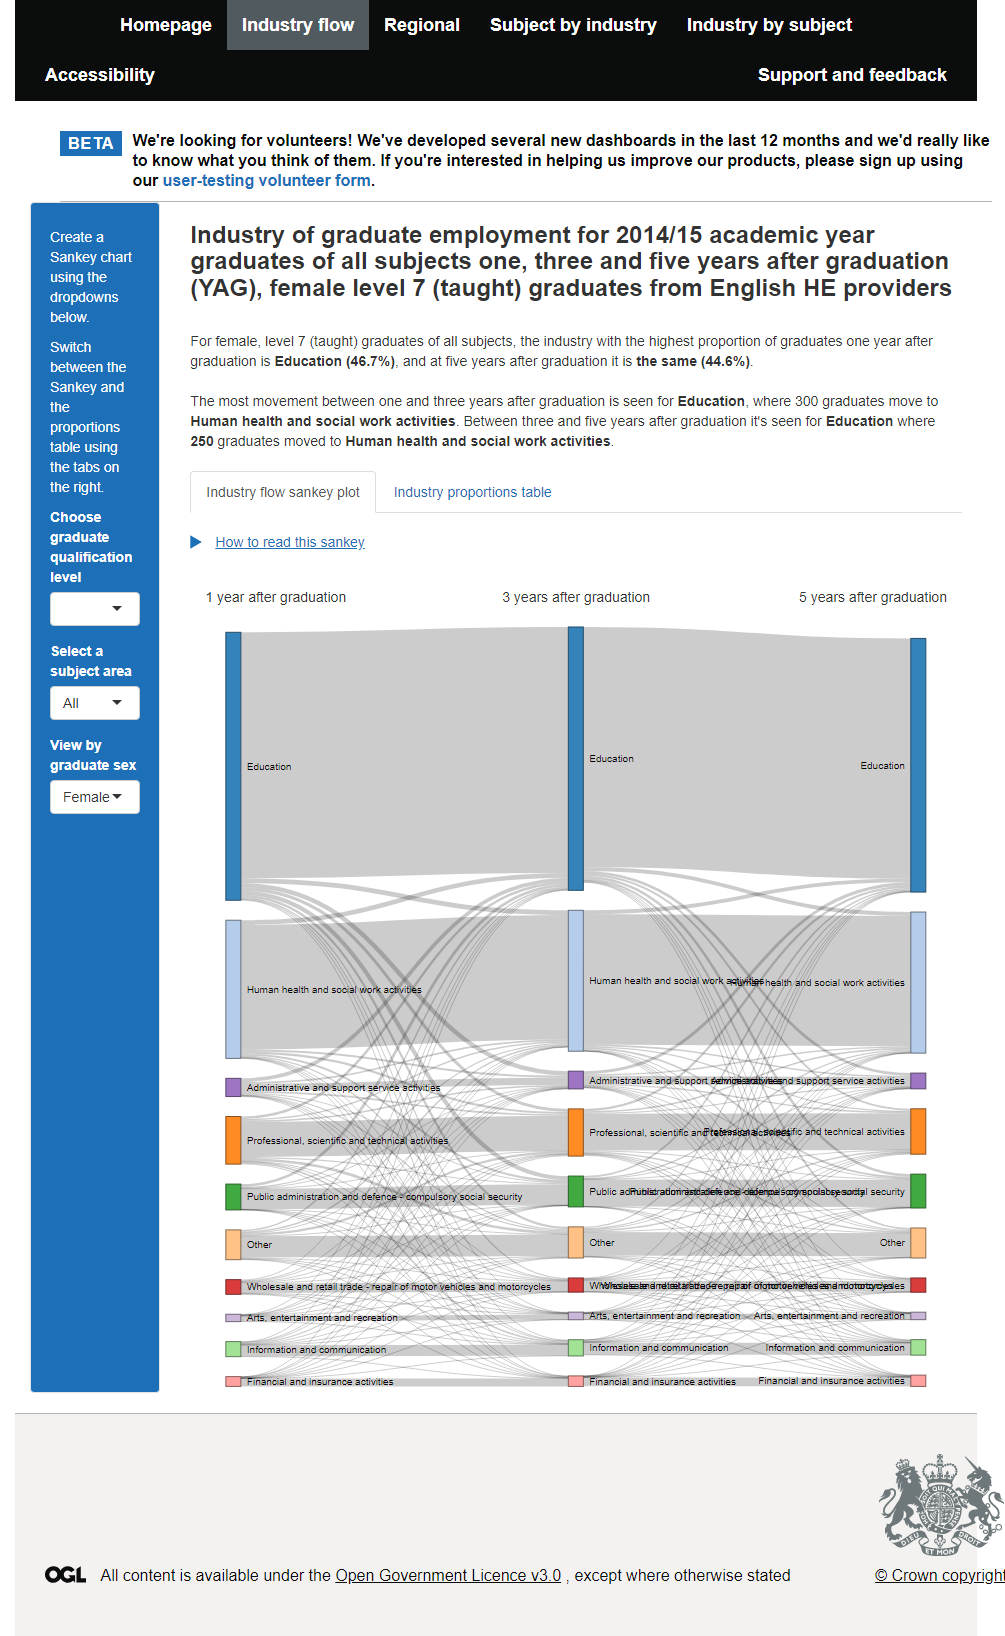 Homepage Industry flow Regional Subject by industry Industry by subject
Accessibility Support and feedback
BETA We're looking for volunteers! We've developed several new dashboards in the last 12 months and we'd really like
to know what you think of them. If you're interested in helping us improve our products, please sign up using
our user-testing volunteer form.
Create a
Sankey chart
using the
dropdowns
below.
Switch
between the
Sankey and
the
proportions
table using
the tabs on
the right.
Choose
graduate
qualification
level
Select a
subject area
All
View by
graduate sex
Female
Industry of graduate employment for 2014/15 academic year
graduates of all subjects one, three and five years after graduation
(YAG), female level 7 (taught) graduates from English HE providers
For female, level 7 (taught) graduates of all subjects, the industry with the highest proportion of graduates one year after
graduation is Education (46.7%), and at five years after graduation it is the same (44.6%).
The most movement between one and three years after graduation is seen for Education, where 300 graduates move to
Human health and social work activities. Between three and five years after graduation it's seen for Education where
250 graduates moved to Human health and social work activities.
Industry flow sankey plot Industry proportions table
How to read this sankey
1 year after graduation 3 years after graduation 5 years after graduation
Education Education Education
Human health and social work activities Human health and social work activities Human health and social work activities
Administrative and support service activities Administrative and support service activities Administrative and support service activities
Professional, scientific and technical activities Professional, scientific and technical activities Professional, scientific and technical activities
Public administration and defence - compulsory social security Public administration and defence - compulsory social security Public administration and defence - compulsory social security
Other Other Other
Wholesale and retail trade - repair of motor vehicles and motorcycles Wholesale and retail trade - repair of motor vehicles and motorcycles Wholesale and retail trade - repair of motor vehicles and motorcycles
Arts, entertainment and recreation Arts, entertainment and recreation Arts, entertainment and recreation
Information and communication Information and communication Information and communication
Financial and insurance activities Financial and insurance activities Financial and insurance activities
DIEU ET MON DROIT
OGL All content is available under the Open Government Licence v3.0 , except where otherwise stated © Crown copyright